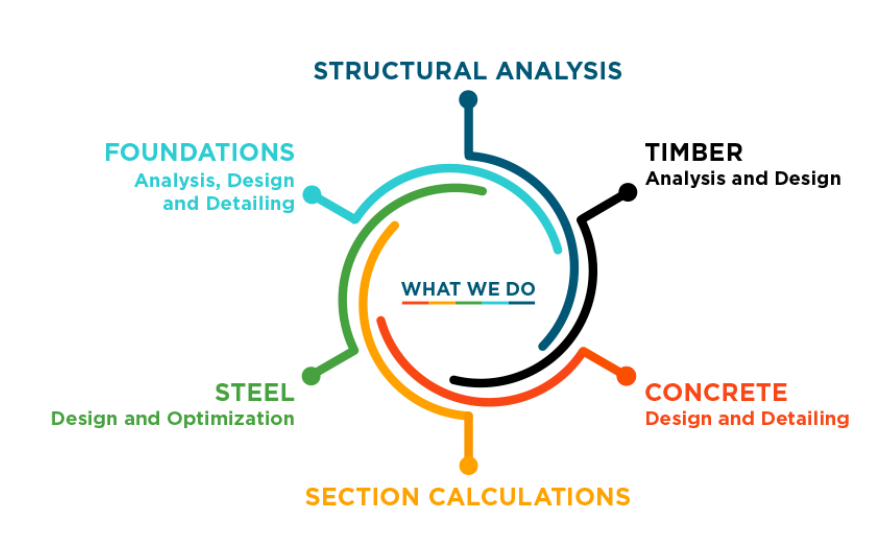 STRUCTURAL ANALYSIS
FOUNDATIONS
Analysis, Design
and Detailing
TIMBER
Analysis and Design
WHAT WE DO
STEEL
Design and Optimization
CONCRETE
Design and Detailing
SECTION CALCULATIONS